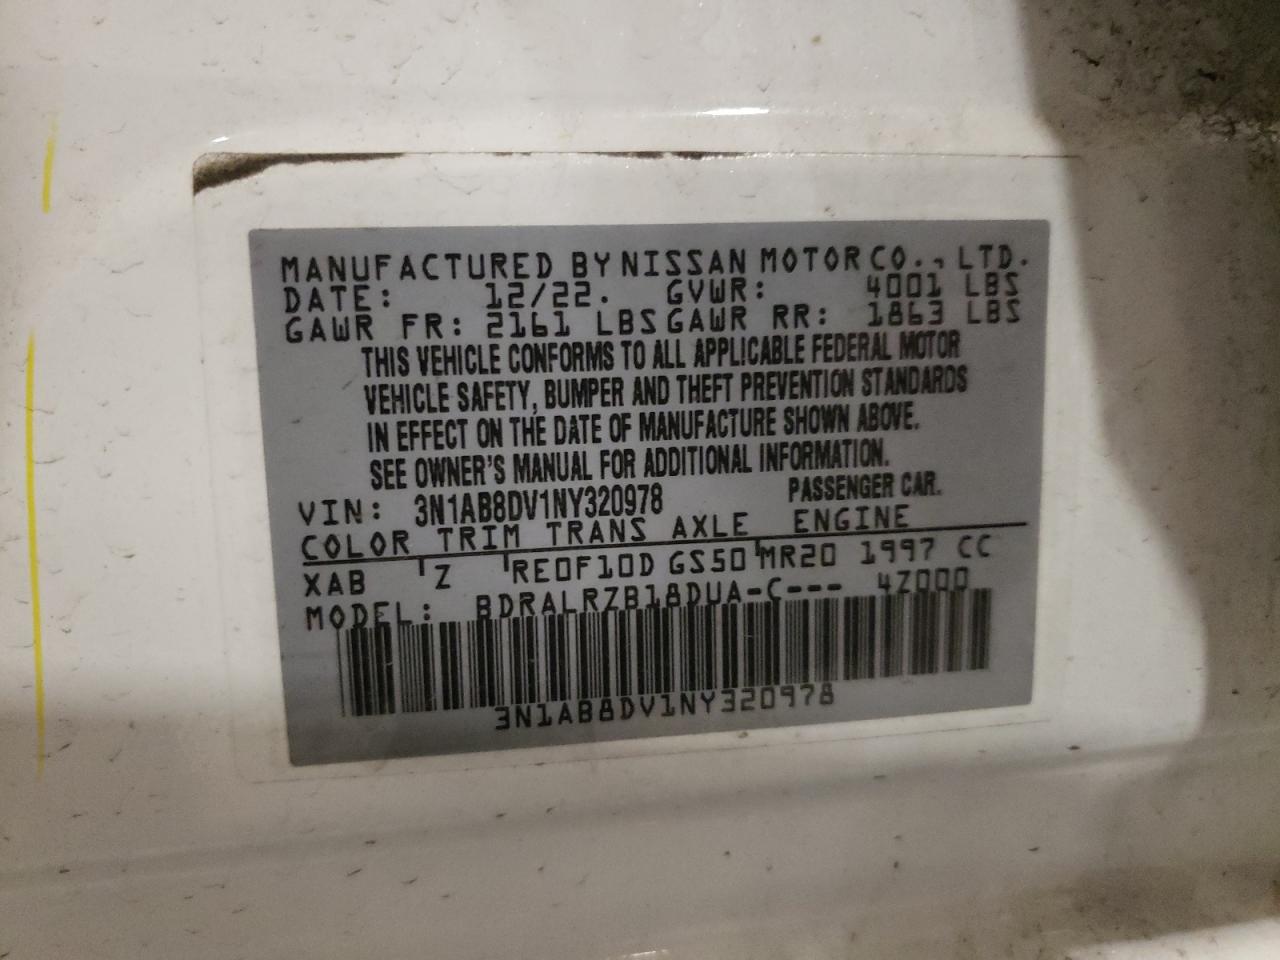 MANUFACTURED BY NISSAN MOTOR CO., LTD.
DATE: 12/22. GVWR: 4001 LBS
GAWR FR: 2161 LBS GAWR RR: 1863 LBS
THIS VEHICLE CONFORMS TO ALL APPLICABLE FEDERAL MOTOR
VEHICLE SAFETY, BUMPER AND THEFT PREVENTION STANDARDS
IN EFFECT ON THE DATE OF MANUFACTURE SHOWN ABOVE.
SEE OWNER'S MANUAL FOR ADDITIONAL INFORMATION.
VIN: 3N1AB8DV1NY320978 PASSENGER CAR.
COLOR TRIM TRANS AXLE ENGINE
XAB Z RE0F10D GS50 MR20 1997 CC
MODEL: BDRALRZB18DUA-C--- 4Z000
3N1AB8DV1NY320978